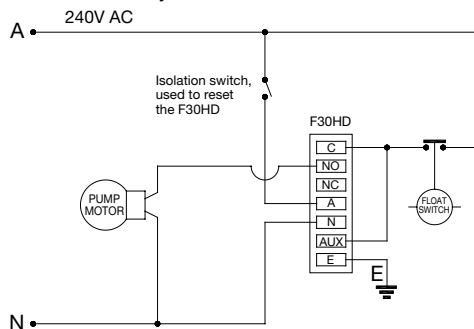 240V AC
A
Isolation switch,
used to reset
the F30HD
F30HD
C
NO
NC
A
N
AUX
E
PUMP
MOTOR
FLOAT
SWITCH
E
N